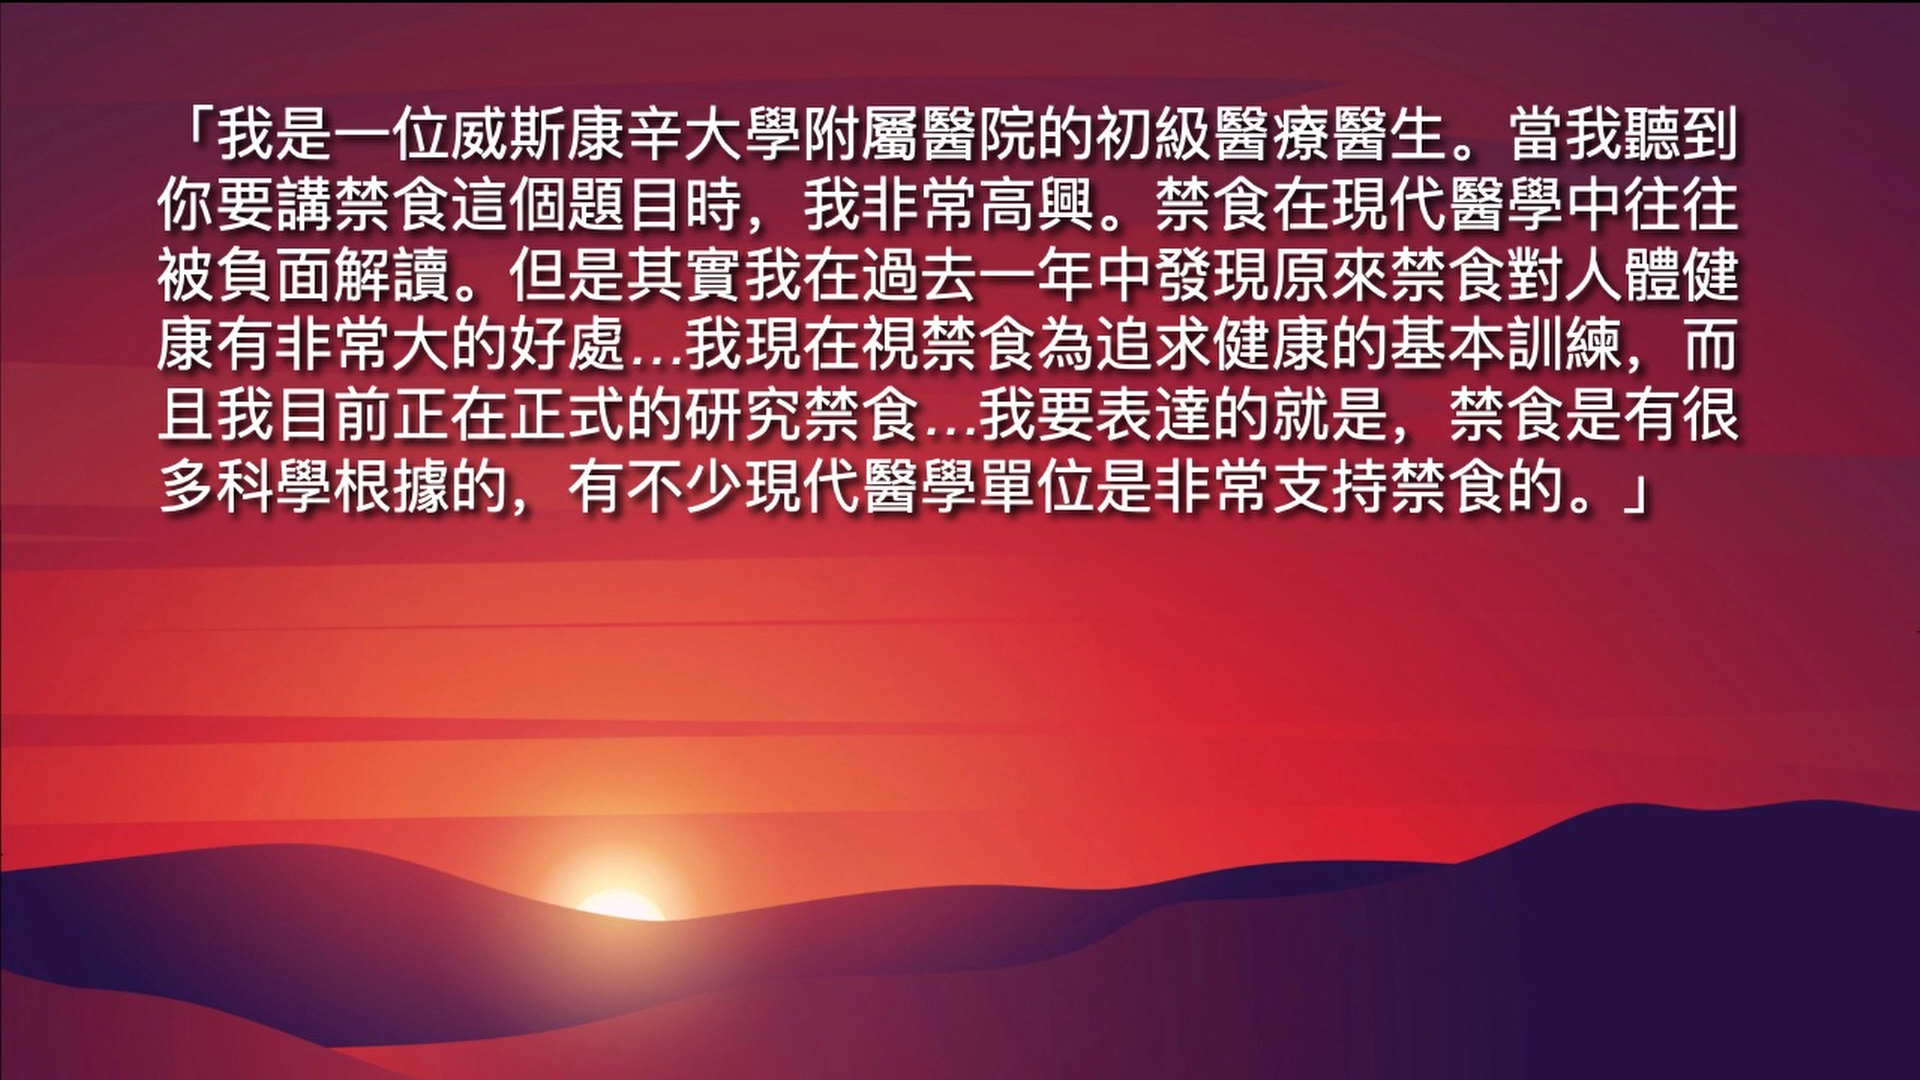 「我是一位威斯康辛大學附屬醫院的初級醫療醫生。當我聽到
你要講禁食這個題目時，我非常高興。禁食在現代醫學中往往
被負面解讀。但是其實我在過去一年中發現原來禁食對人體健
康有非常大的好處…我現在視禁食為追求健康的基本訓練，而
且我目前正在正式的研究禁食…我要表達的就是，禁食是有很
多科學根據的，有不少現代醫學單位是非常支持禁食的。」